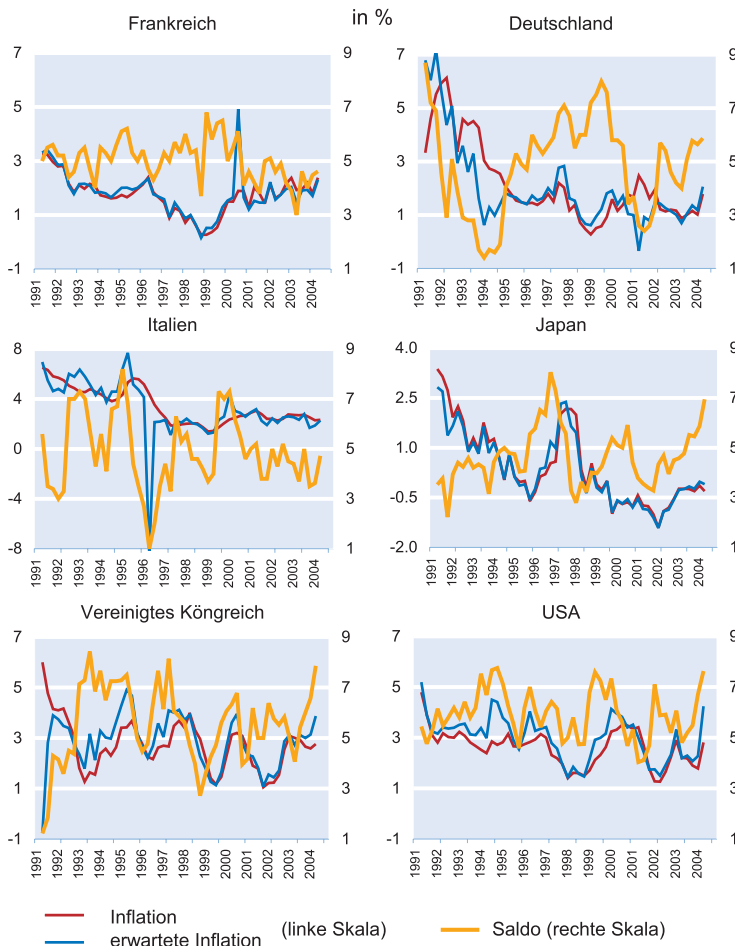 in %
Frankreich
Deutschland
7 9 7 9
5 7 5 7
3 5 3 5
1 3 1 3
-1 1 -1 1
1991 1992 1993 1994 1995 1996 1997 1998 1999 2000 2001 2002 2003 2004
1991 1992 1993 1994 1995 1996 1997 1998 1999 2000 2001 2002 2003 2004
Italien
Japan
8 9 4.0 9
4 7 2.5 7
0 5 1.0 5
-4 3 -0.5 3
-8 1 -2.0 1
1991 1992 1993 1994 1995 1996 1997 1998 1999 2000 2001 2002 2003 2004
1991 1992 1993 1994 1995 1996 1997 1998 1999 2000 2001 2002 2003 2004
Vereinigtes Köngreich
USA
7 9 7 9
5 7 5 7
3 5 3 5
1 3 1 3
-1 1 -1 1
1991 1992 1993 1994 1995 1996 1997 1998 1999 2000 2001 2002 2003 2004
1991 1992 1993 1994 1995 1996 1997 1998 1999 2000 2001 2002 2003 2004
Inflation
erwartete Inflation
(linke Skala)
Saldo (rechte Skala)